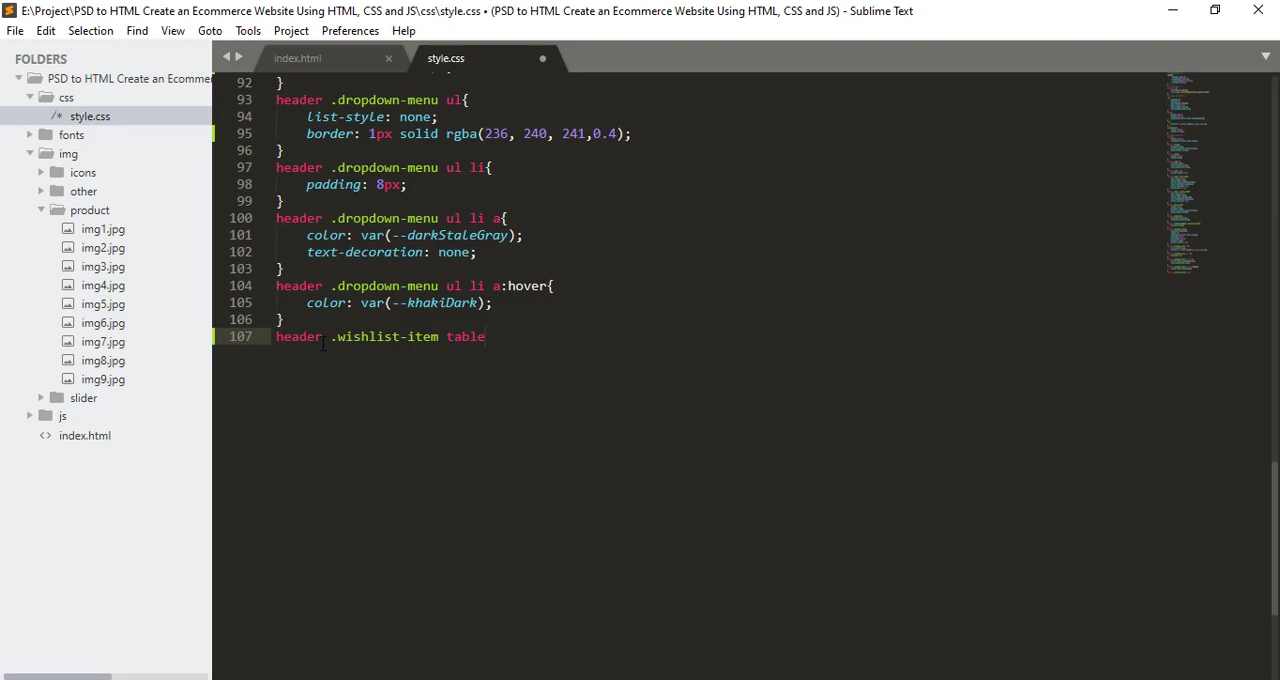 E:\Project\PSD to HTML Create an Ecommerce Website Using HTML, CSS and JS\css\style.css • (PSD to HTML Create an Ecommerce Website Using HTML, CSS and JS) - Sublime Text
File Edit Selection Find View Goto Tools Project Preferences Help
FOLDERS
PSD to HTML Create an Ecomme
css
/* style.css
fonts
img
icons
other
product
img1.jpg
img2.jpg
img3.jpg
img4.jpg
img5.jpg
img6.jpg
img7.jpg
img8.jpg
img9.jpg
slider
js
<> index.html
index.html × style.css
92 }
93 header .dropdown-menu ul{
94 list-style: none;
95 border: 1px solid rgba(236, 240, 241,0.4);
96 }
97 header .dropdown-menu ul li{
98 padding: 8px;
99 }
100 header .dropdown-menu ul li a{
101 color: var(--darkStaleGray);
102 text-decoration: none;
103 }
104 header .dropdown-menu ul li a:hover{
105 color: var(--khakiDark);
106 }
107 header .wishlist-item table